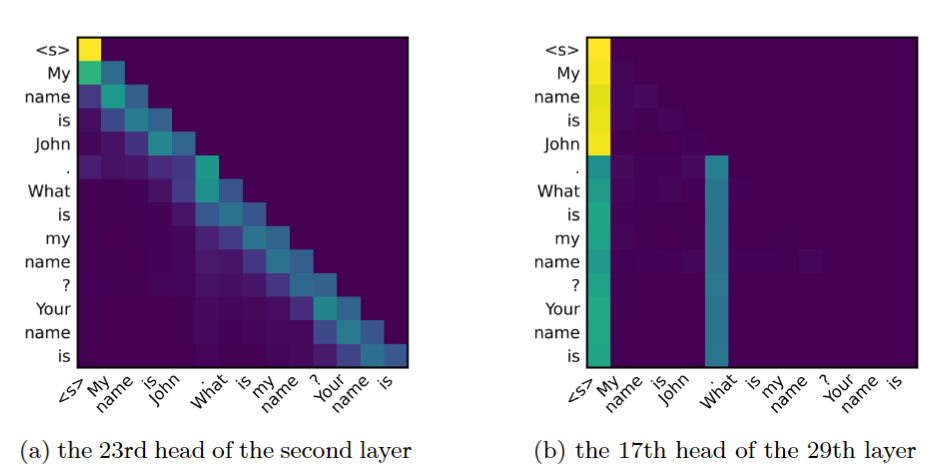 <s>
My
name
is
John
.
What
is
my
name
?
Your
name
is
<s>
My
name
is
John
.
What
is
my
name
?
Your
name
is
(a) the 23rd head of the second layer
<s>
My
name
is
John
.
What
is
my
name
?
Your
name
is
<s>
My
name
is
John
.
What
is
my
name
?
Your
name
is
(b) the 17th head of the 29th layer